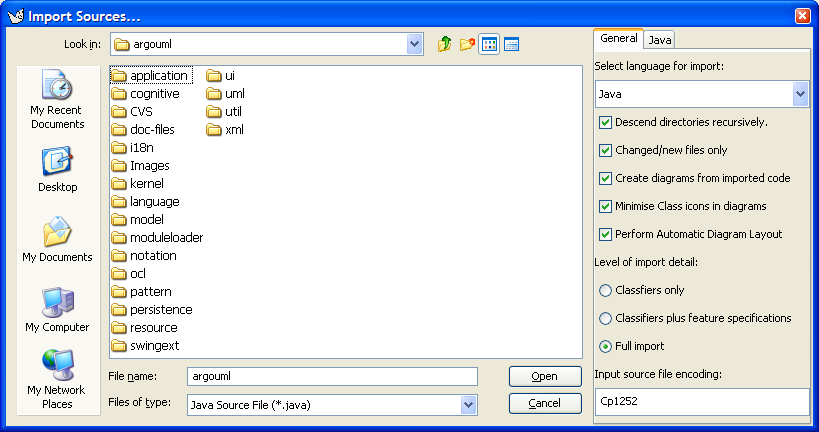 Import Sources...
Look in:
argouml
My Recent
Documents
Desktop
My Documents
My Computer
My Network
Places
application
cognitive
CVS
doc-files
i18n
Images
kernel
language
model
moduleloader
notation
ocl
pattern
persistence
resource
swingext
ui
uml
util
xml
File name:
argouml
Open
Files of type:
Java Source File (*.java)
Cancel
General
Java
Select language for import:
Java
Descend directories recursively.
Changed/new files only
Create diagrams from imported code
Minimise Class icons in diagrams
Perform Automatic Diagram Layout
Level of import detail:
Classfiers only
Classifiers plus feature specifications
Full import
Input source file encoding:
Cp1252